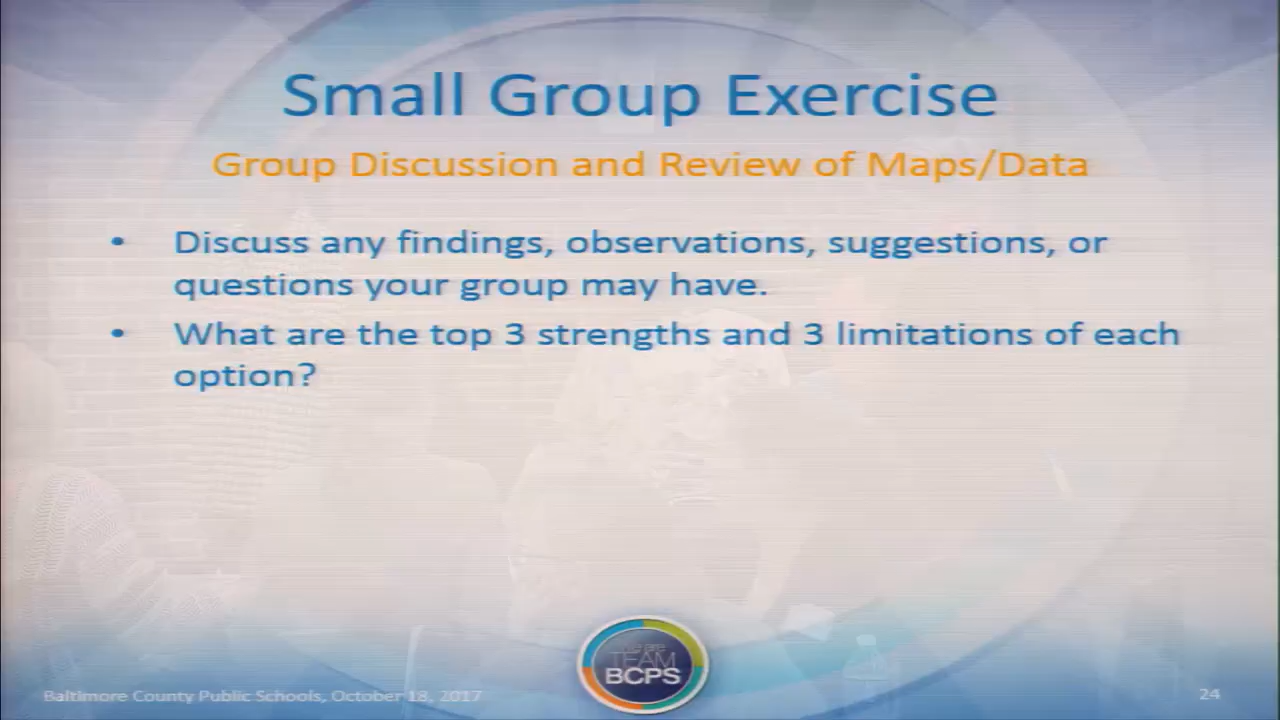 Small Group Exercise
Group Discussion and Review of Maps/Data
• Discuss any findings, observations, suggestions, or
questions your group may have.
• What are the top 3 strengths and 3 limitations of each
option?
we are
TEAM
BCPS
Baltimore County Public Schools, October 18, 2017
24